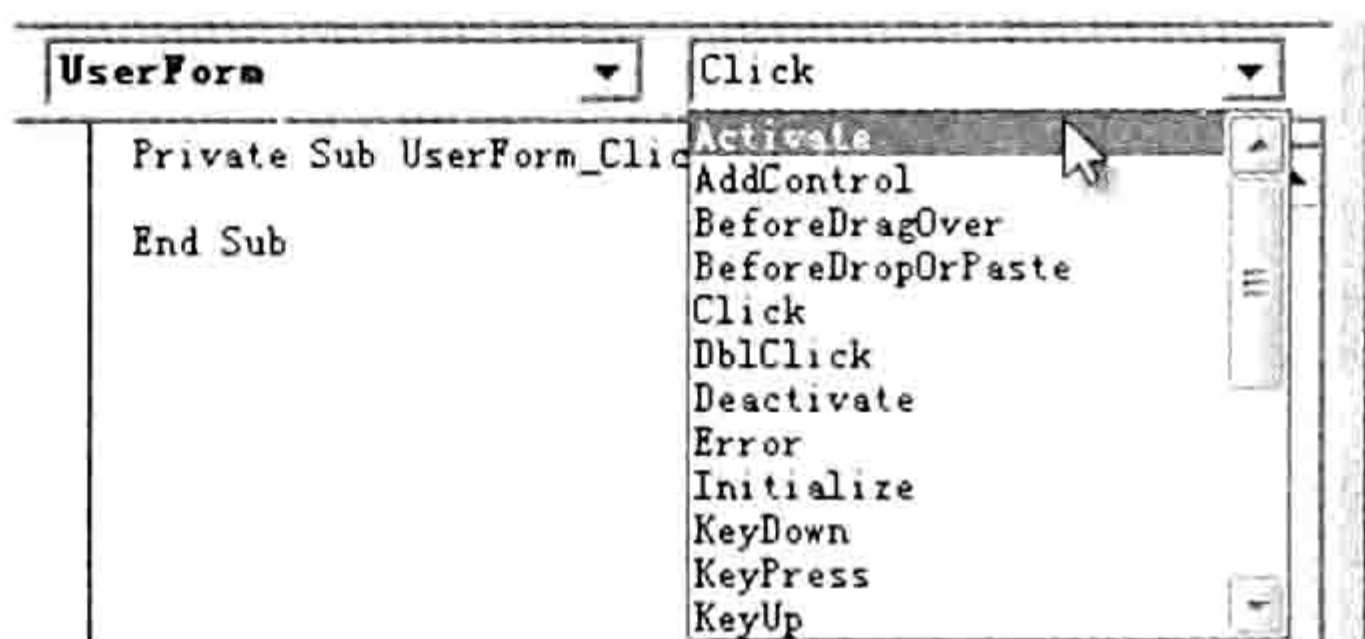 UserForm
Click
Private Sub UserForm_Clic
End Sub
Activate
AddControl
BeforeDragOver
BeforeDropOrPaste
Click
DblClick
Deactivate
Error
Initialize
KeyDown
KeyPress
KeyUp